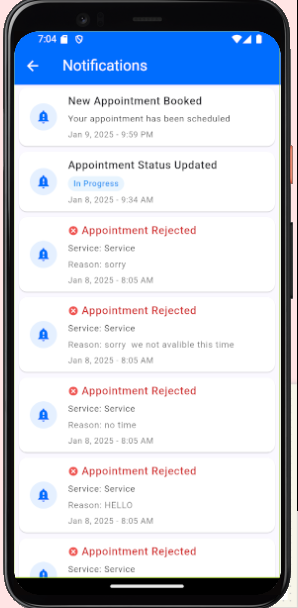 7:04
Notifications
New Appointment Booked
Your appointment has been scheduled
Jan 9, 2025 - 9:59 PM
Appointment Status Updated
In Progress
Jan 8, 2025 - 9:34 AM
Appointment Rejected
Service: Service
Reason: sorry
Jan 8, 2025 - 8:05 AM
Appointment Rejected
Service: Service
Reason: sorry we not avalible this time
Jan 8, 2025 - 8:05 AM
Appointment Rejected
Service: Service
Reason: no time
Jan 8, 2025 - 8:05 AM
Appointment Rejected
Service: Service
Reason: HELLO
Jan 8, 2025 - 8:05 AM
Appointment Rejected
Service: Service